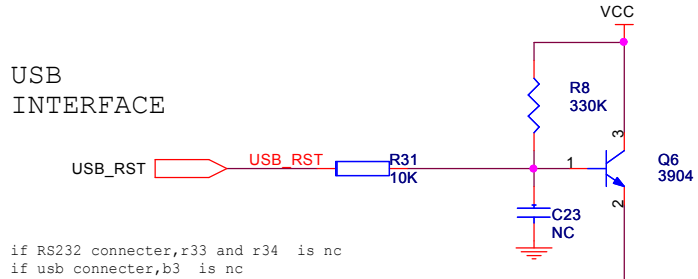 VCC
USB
INTERFACE
R8
330K
3
USB_RST
USB_RST
R31
10K
1
Q6
3904
2
C23
NC
if RS232 connecter,r33 and r34 is nc
if usb connecter,b3 is nc